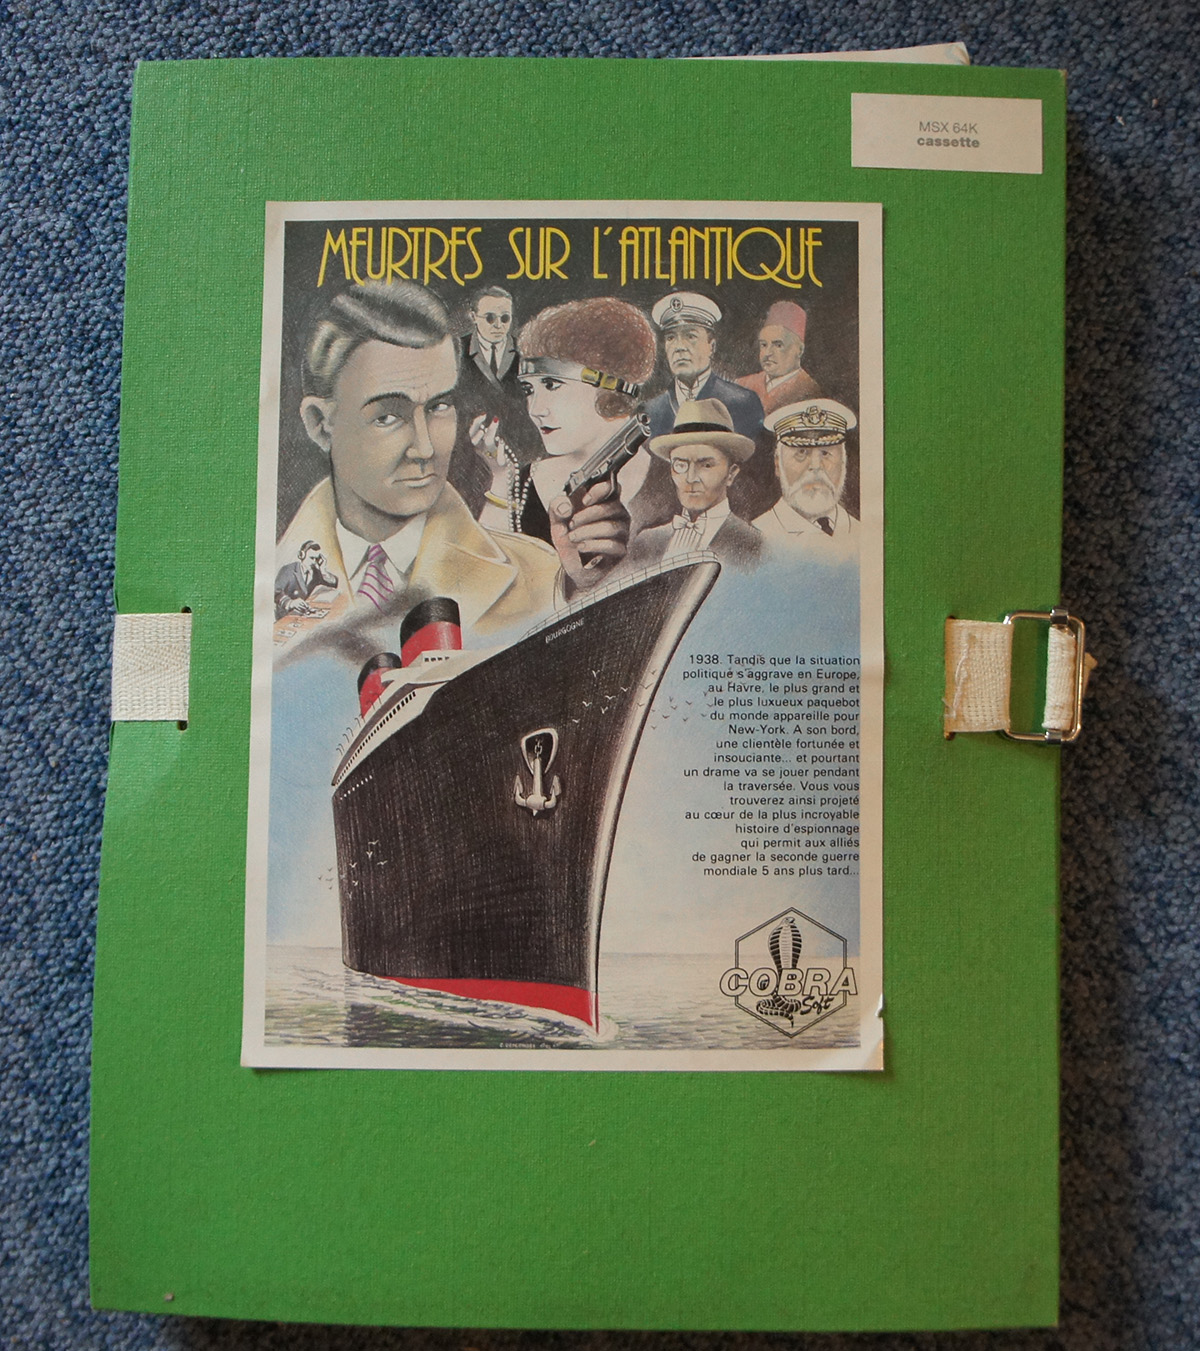 MSX 64K
cassette
MEURTRES SUR L'ATLANTIQUE
BOURGOGNE
1938. Tandis que la situation
politique s'aggrave en Europe,
au Havre, le plus grand et
le plus luxueux paquebot
du monde appareille pour
New-York. A son bord,
une clientèle fortunée et
insouciante... et pourtant
un drame va se jouer pendant
la traversée. Vous vous
trouverez ainsi projeté
au cœur de la plus incroyable
histoire d'espionnage
qui permit aux alliés
de gagner la seconde guerre
mondiale 5 ans plus tard...
COBRA
Soft